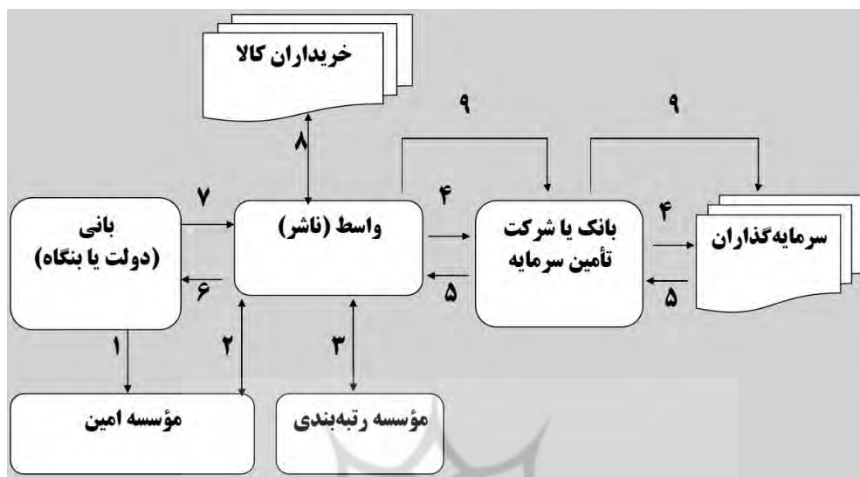 خریداران کالا
۹
۹
۸
۷
۴
۴
بانی
(دولت یا بنگاه)
واسط (ناشر)
بانک یا شرکت
تأمین سرمایه
سرمایه‌گذاران
۶
۵
۵
۱
۲
۳
مؤسسه امین
مؤسسه رتبه‌بندی